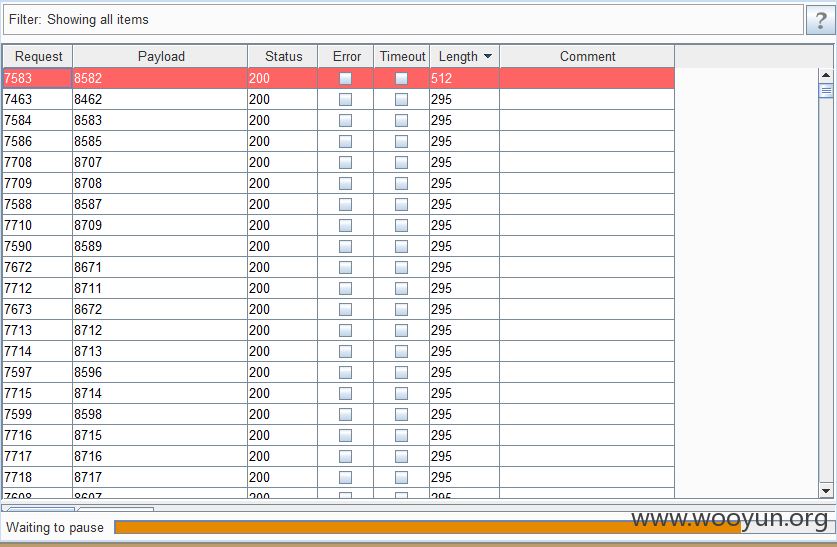 Filter: Showing all items
?
Request Payload Status Error Timeout Length Comment
7583 8582 200 512
7463 8462 200 295
7584 8583 200 295
7586 8585 200 295
7708 8707 200 295
7709 8708 200 295
7588 8587 200 295
7710 8709 200 295
7590 8589 200 295
7672 8671 200 295
7712 8711 200 295
7673 8672 200 295
7713 8712 200 295
7714 8713 200 295
7597 8596 200 295
7715 8714 200 295
7599 8598 200 295
7716 8715 200 295
7717 8716 200 295
7718 8717 200 295
7608 8607 200 295
Waiting to pause
www.wooyun.org